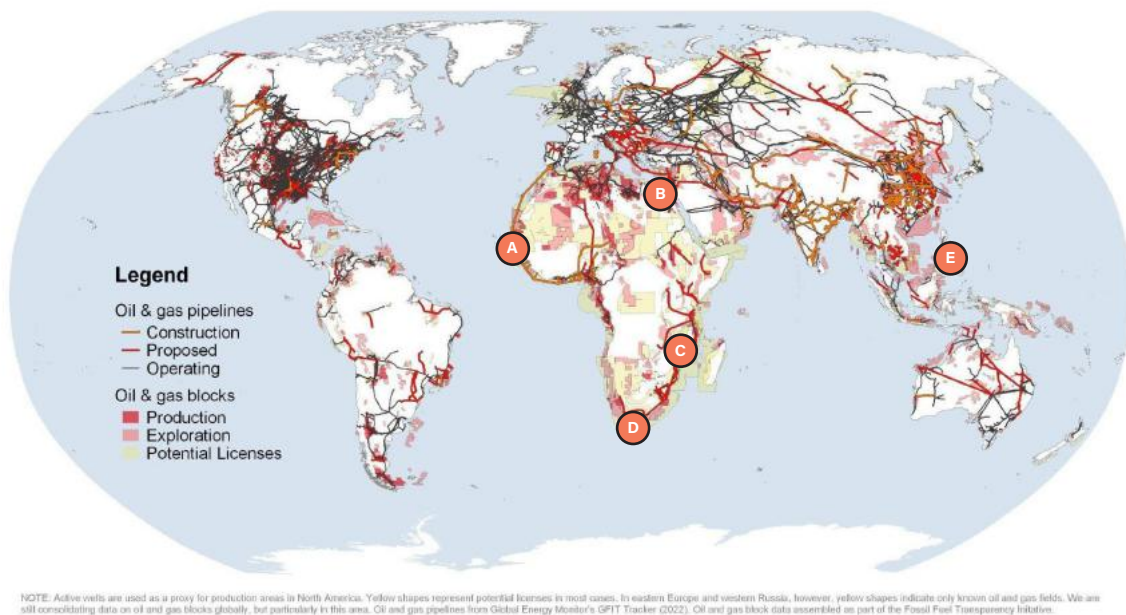 A
B
E
C
D
Legend
Oil & gas pipelines
Construction
Proposed
Operating
Oil & gas blocks
Production
Exploration
Potential Licenses
NOTE: Active wells are used as a proxy for production areas in North America. Yellow shapes represent potential licenses in most cases. In eastern Europe and western Russia, however, yellow shapes indicate only known oil and gas fields. We are
still consolidating data on oil and gas blocks globally, but particularly in this area. Oil and gas pipelines from Global Energy Monitor's GFIT Tracker (2022). Oil and gas block data assembled as part of the Fossil Fuel Transparency Initiative.